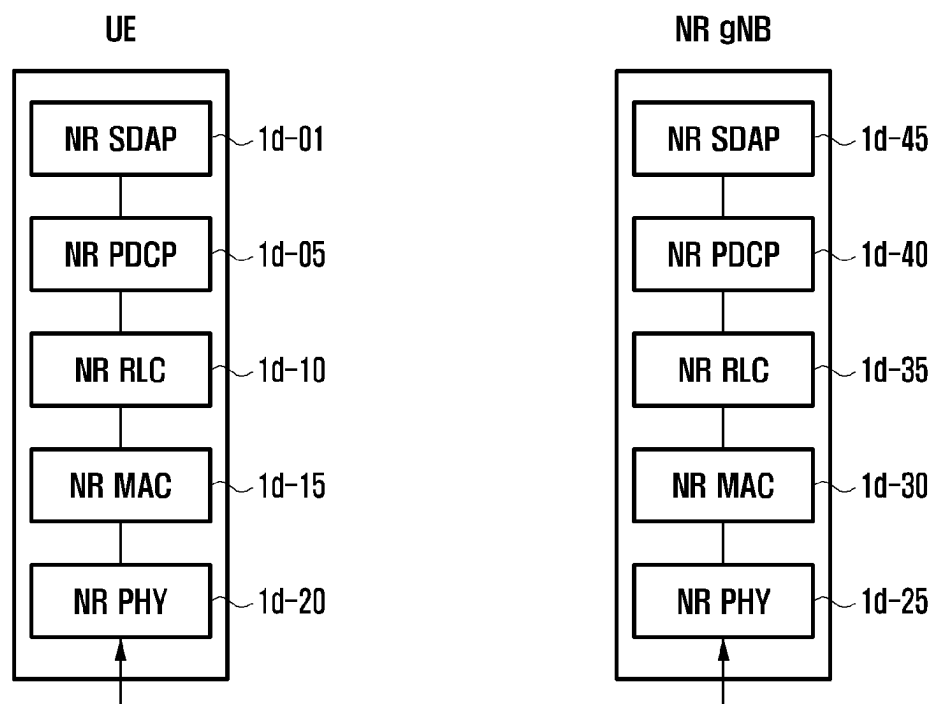 UE
NR gNB
NR SDAP 1d-01
NR SDAP 1d-45
NR PDCP 1d-05
NR PDCP 1d-40
NR RLC 1d-10
NR RLC 1d-35
NR MAC 1d-15
NR MAC 1d-30
NR PHY 1d-20
NR PHY 1d-25